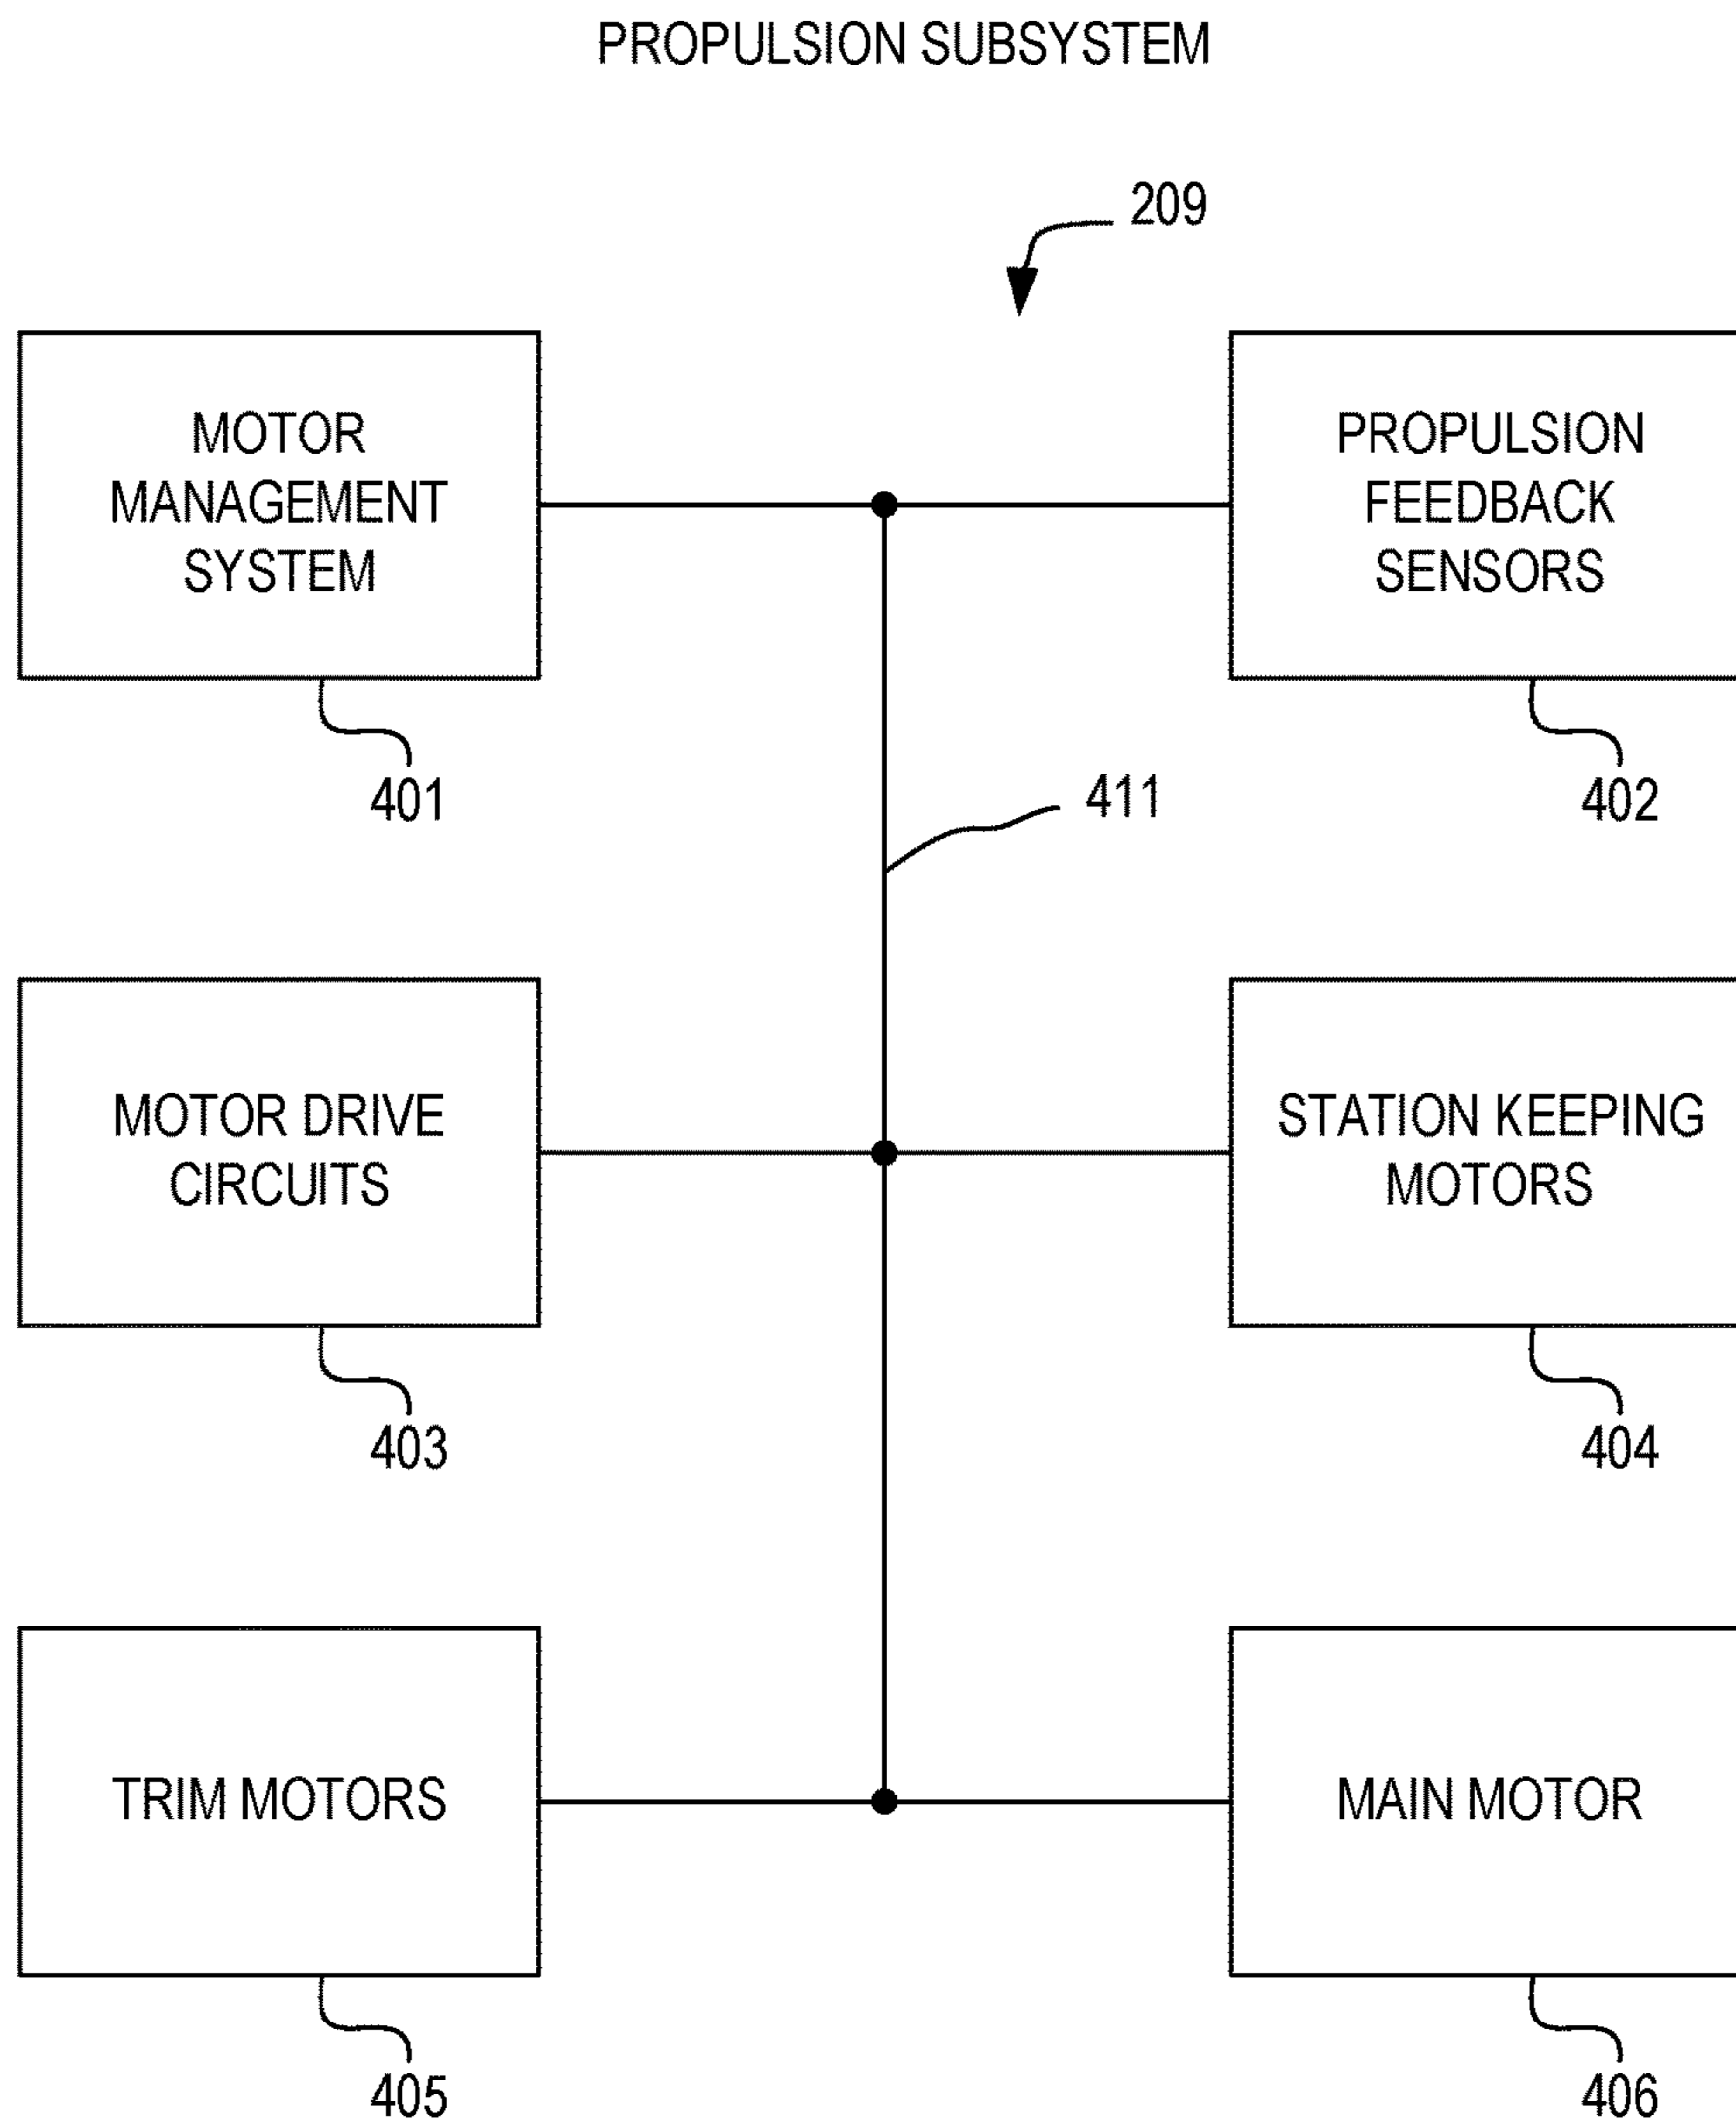 PROPULSION SUBSYSTEM
209
MOTOR
MANAGEMENT
SYSTEM
401
PROPULSION
FEEDBACK
SENSORS
402
411
MOTOR DRIVE
CIRCUITS
403
STATION KEEPING
MOTORS
404
TRIM MOTORS
405
MAIN MOTOR
406